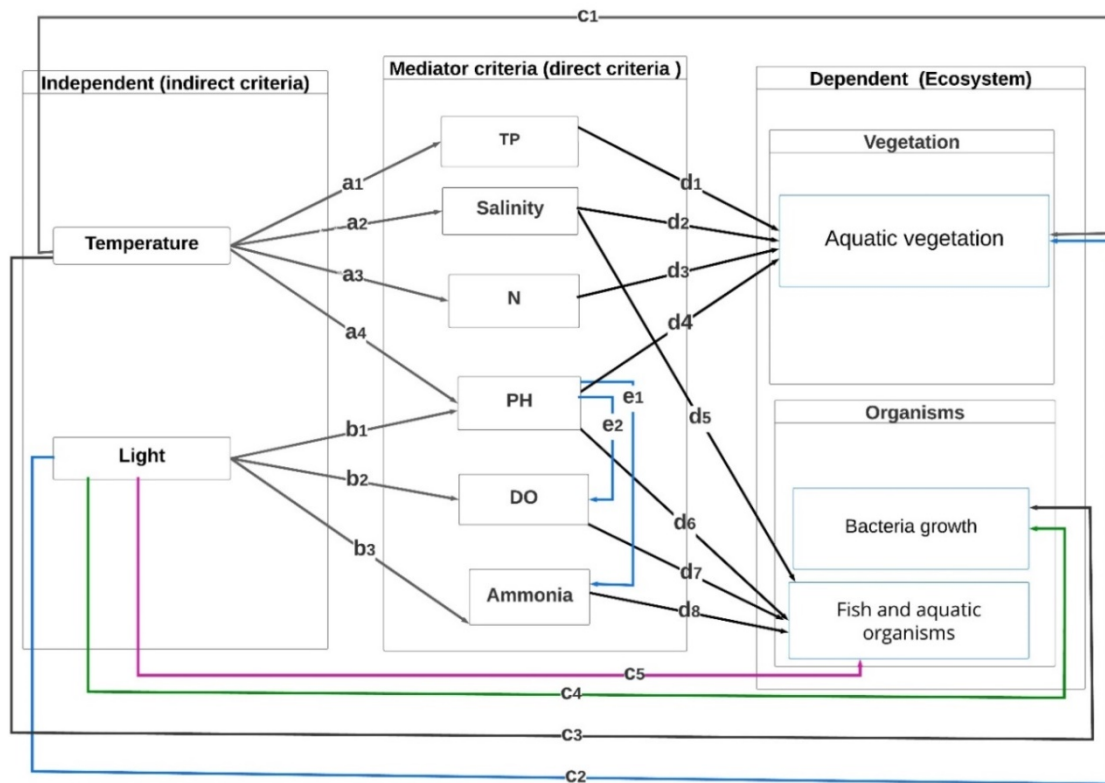 c1
Independent (indirect criteria)
Mediator criteria (direct criteria )
Dependent (Ecosystem)
Vegetation
TP
a1
d1
Salinity
a2
d2
Aquatic vegetation
Temperature
a3
d3
N
a4
d4
PH
e1
e2
d5
Organisms
b1
Light
b2
DO
d6
Bacteria growth
b3
d7
Ammonia
d8
Fish and aquatic
organisms
c5
c4
c3
c2